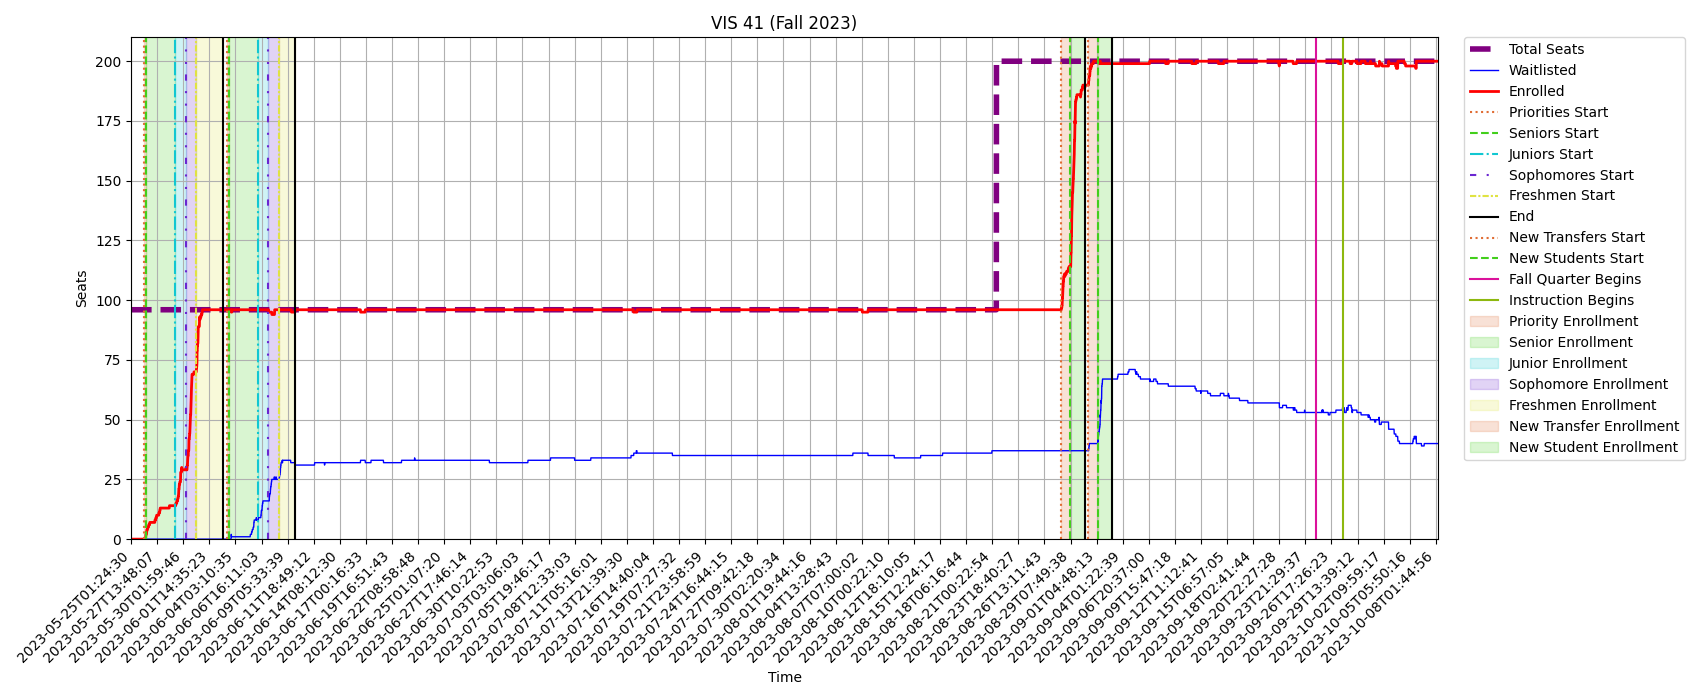 VIS 41 (Fall 2023)
Seats
200
175
150
125
100
75
50
25
0
2023-05-25T01:24:30
2023-05-27T13:48:07
2023-05-30T01:59:46
2023-06-01T14:35:23
2023-06-04T03:10:35
2023-06-06T16:11:03
2023-06-09T05:33:39
2023-06-11T18:49:12
2023-06-14T08:12:30
2023-06-17T00:16:33
2023-06-19T16:51:43
2023-06-22T08:58:48
2023-06-25T01:07:20
2023-06-27T17:46:14
2023-06-30T10:22:53
2023-07-03T03:06:03
2023-07-05T19:46:17
2023-07-08T12:33:03
2023-07-11T05:16:01
2023-07-13T21:39:30
2023-07-16T14:40:04
2023-07-19T07:27:32
2023-07-21T23:58:59
2023-07-24T16:44:15
2023-07-27T09:42:18
2023-07-30T02:20:34
2023-08-01T19:44:16
2023-08-04T13:28:43
2023-08-07T07:00:02
2023-08-10T00:22:10
2023-08-12T18:10:05
2023-08-15T12:24:17
2023-08-18T06:16:44
2023-08-21T00:22:54
2023-08-23T18:40:27
2023-08-26T13:11:43
2023-08-29T07:49:38
2023-09-01T04:48:13
2023-09-04T01:22:39
2023-09-06T20:37:00
2023-09-09T15:47:18
2023-09-12T11:12:41
2023-09-15T06:57:05
2023-09-18T02:41:44
2023-09-20T22:27:28
2023-09-23T21:29:37
2023-09-26T17:26:23
2023-09-29T13:39:12
2023-10-02T09:59:17
2023-10-05T05:50:16
2023-10-08T01:44:56
Time
Total Seats
Waitlisted
Enrolled
Priorities Start
Seniors Start
Juniors Start
Sophomores Start
Freshmen Start
End
New Transfers Start
New Students Start
Fall Quarter Begins
Instruction Begins
Priority Enrollment
Senior Enrollment
Junior Enrollment
Sophomore Enrollment
Freshmen Enrollment
New Transfer Enrollment
New Student Enrollment